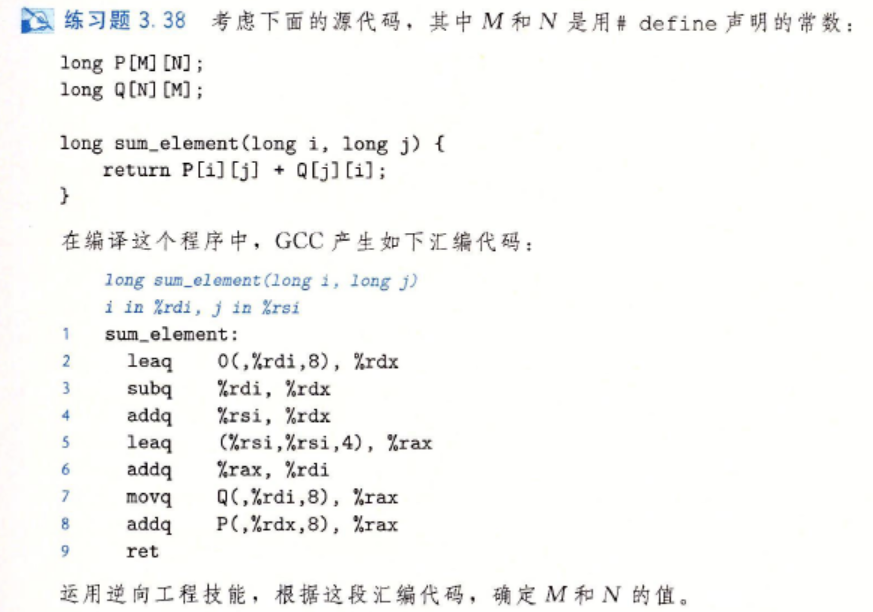 练习题 3.38 考虑下面的源代码，其中 M 和 N 是用# define 声明的常数：
long P[M][N];
long Q[N][M];
long sum_element(long i, long j) {
    return P[i][j] + Q[j][i];
}
在编译这个程序中，GCC 产生如下汇编代码：
long sum_element(long i, long j)
i in %rdi, j in %rsi
1 sum_element:
2 leaq 0(,%rdi,8), %rdx
3 subq %rdi, %rdx
4 addq %rsi, %rdx
5 leaq (%rsi,%rsi,4), %rax
6 addq %rax, %rdi
7 movq Q(,%rdi,8), %rax
8 addq P(,%rdx,8), %rax
9 ret
运用逆向工程技能，根据这段汇编代码，确定 M 和 N 的值。